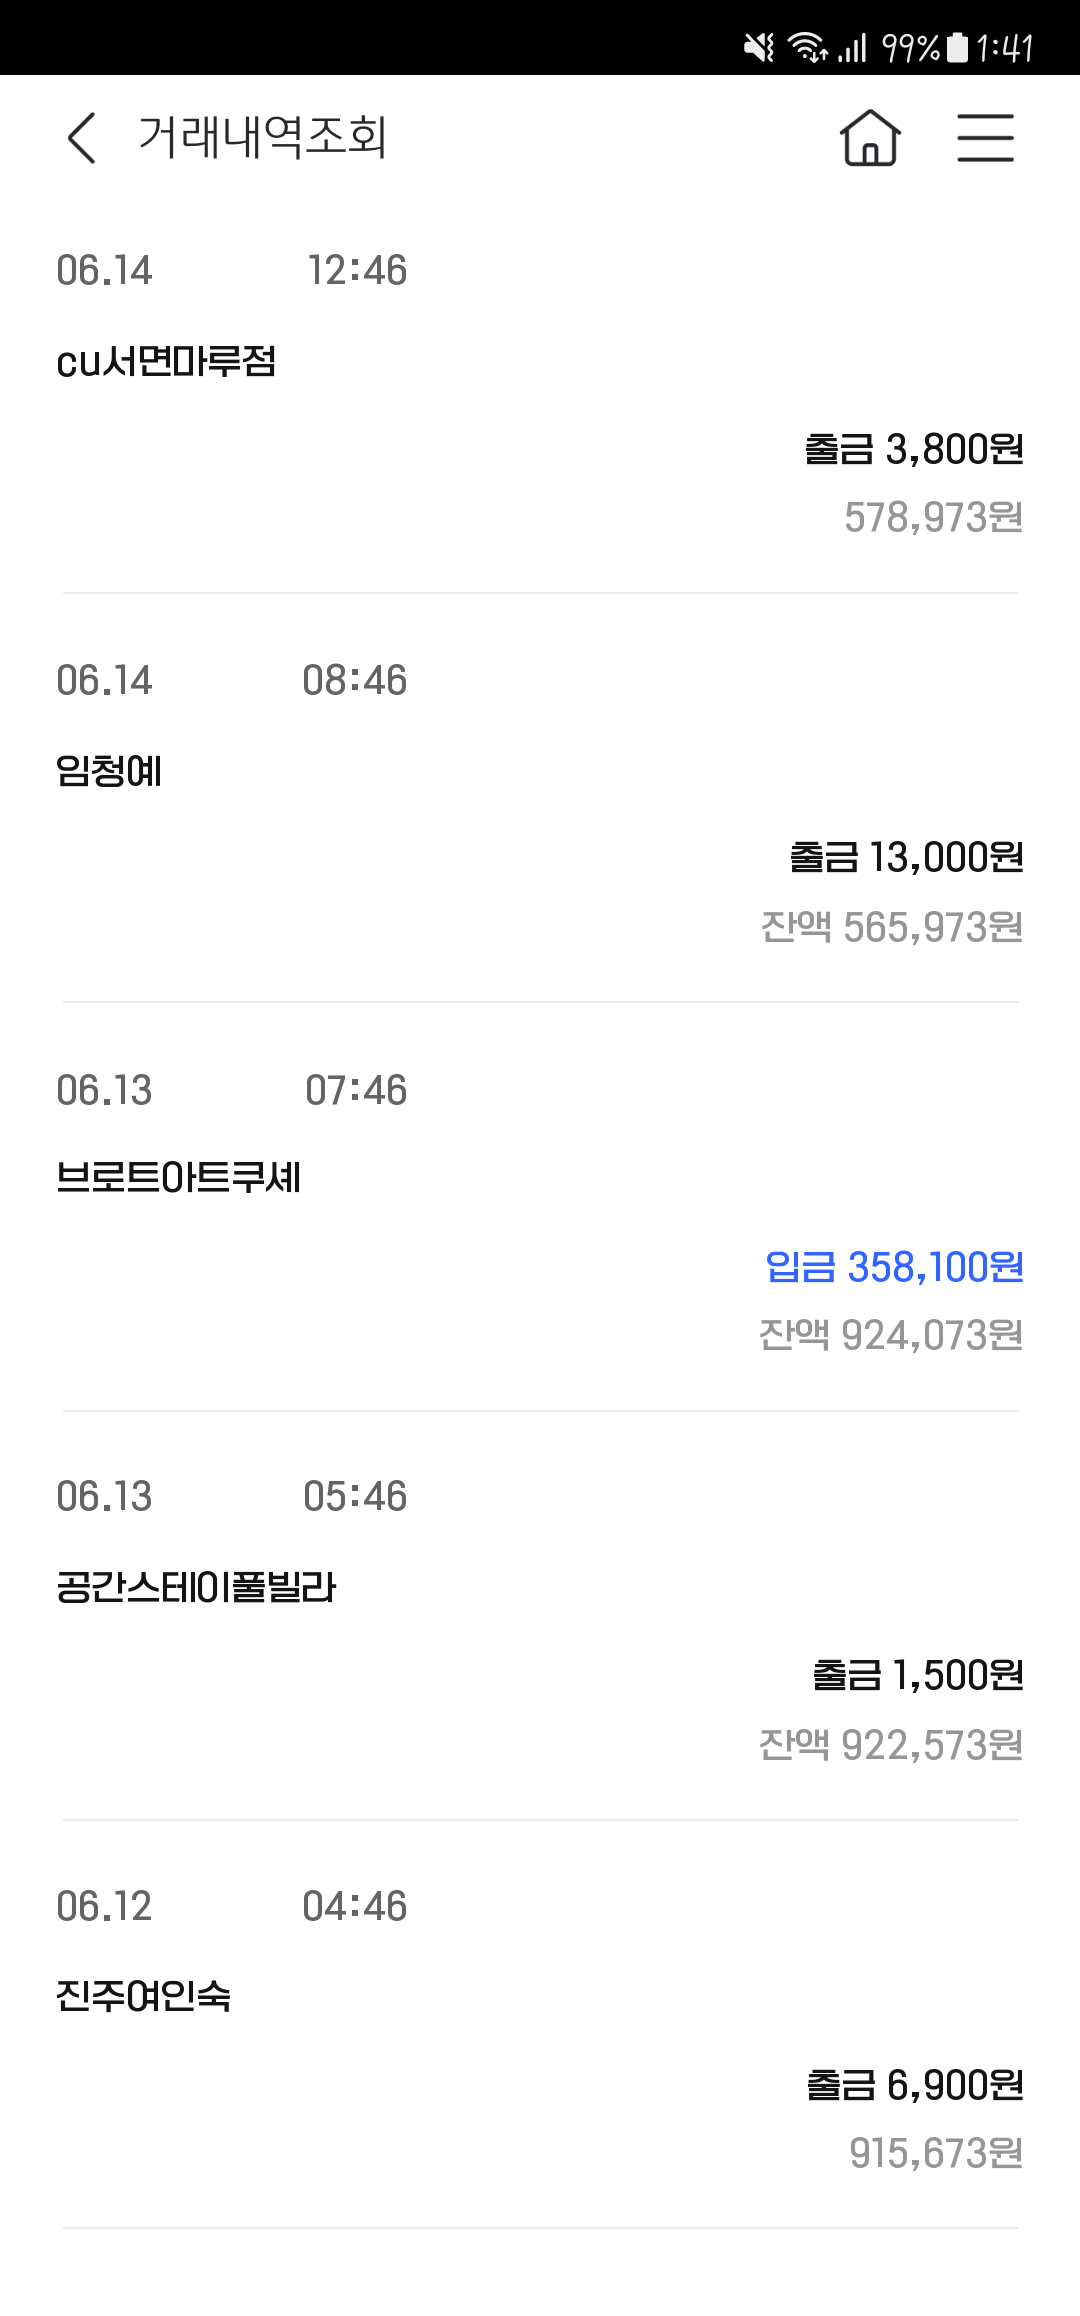 99% 1:41
거래내역조회
06.14 12:46
cu서면마루점
출금 3,800원
578,973원
06.14 08:46
임청예
출금 13,000원
잔액 565,973원
06.13 07:46
브로트아트쿠셰
입금 358,100원
잔액 924,073원
06.13 05:46
공간스테이풀빌라
출금 1,500원
잔액 922,573원
06.12 04:46
진주여인숙
출금 6,900원
915,673원